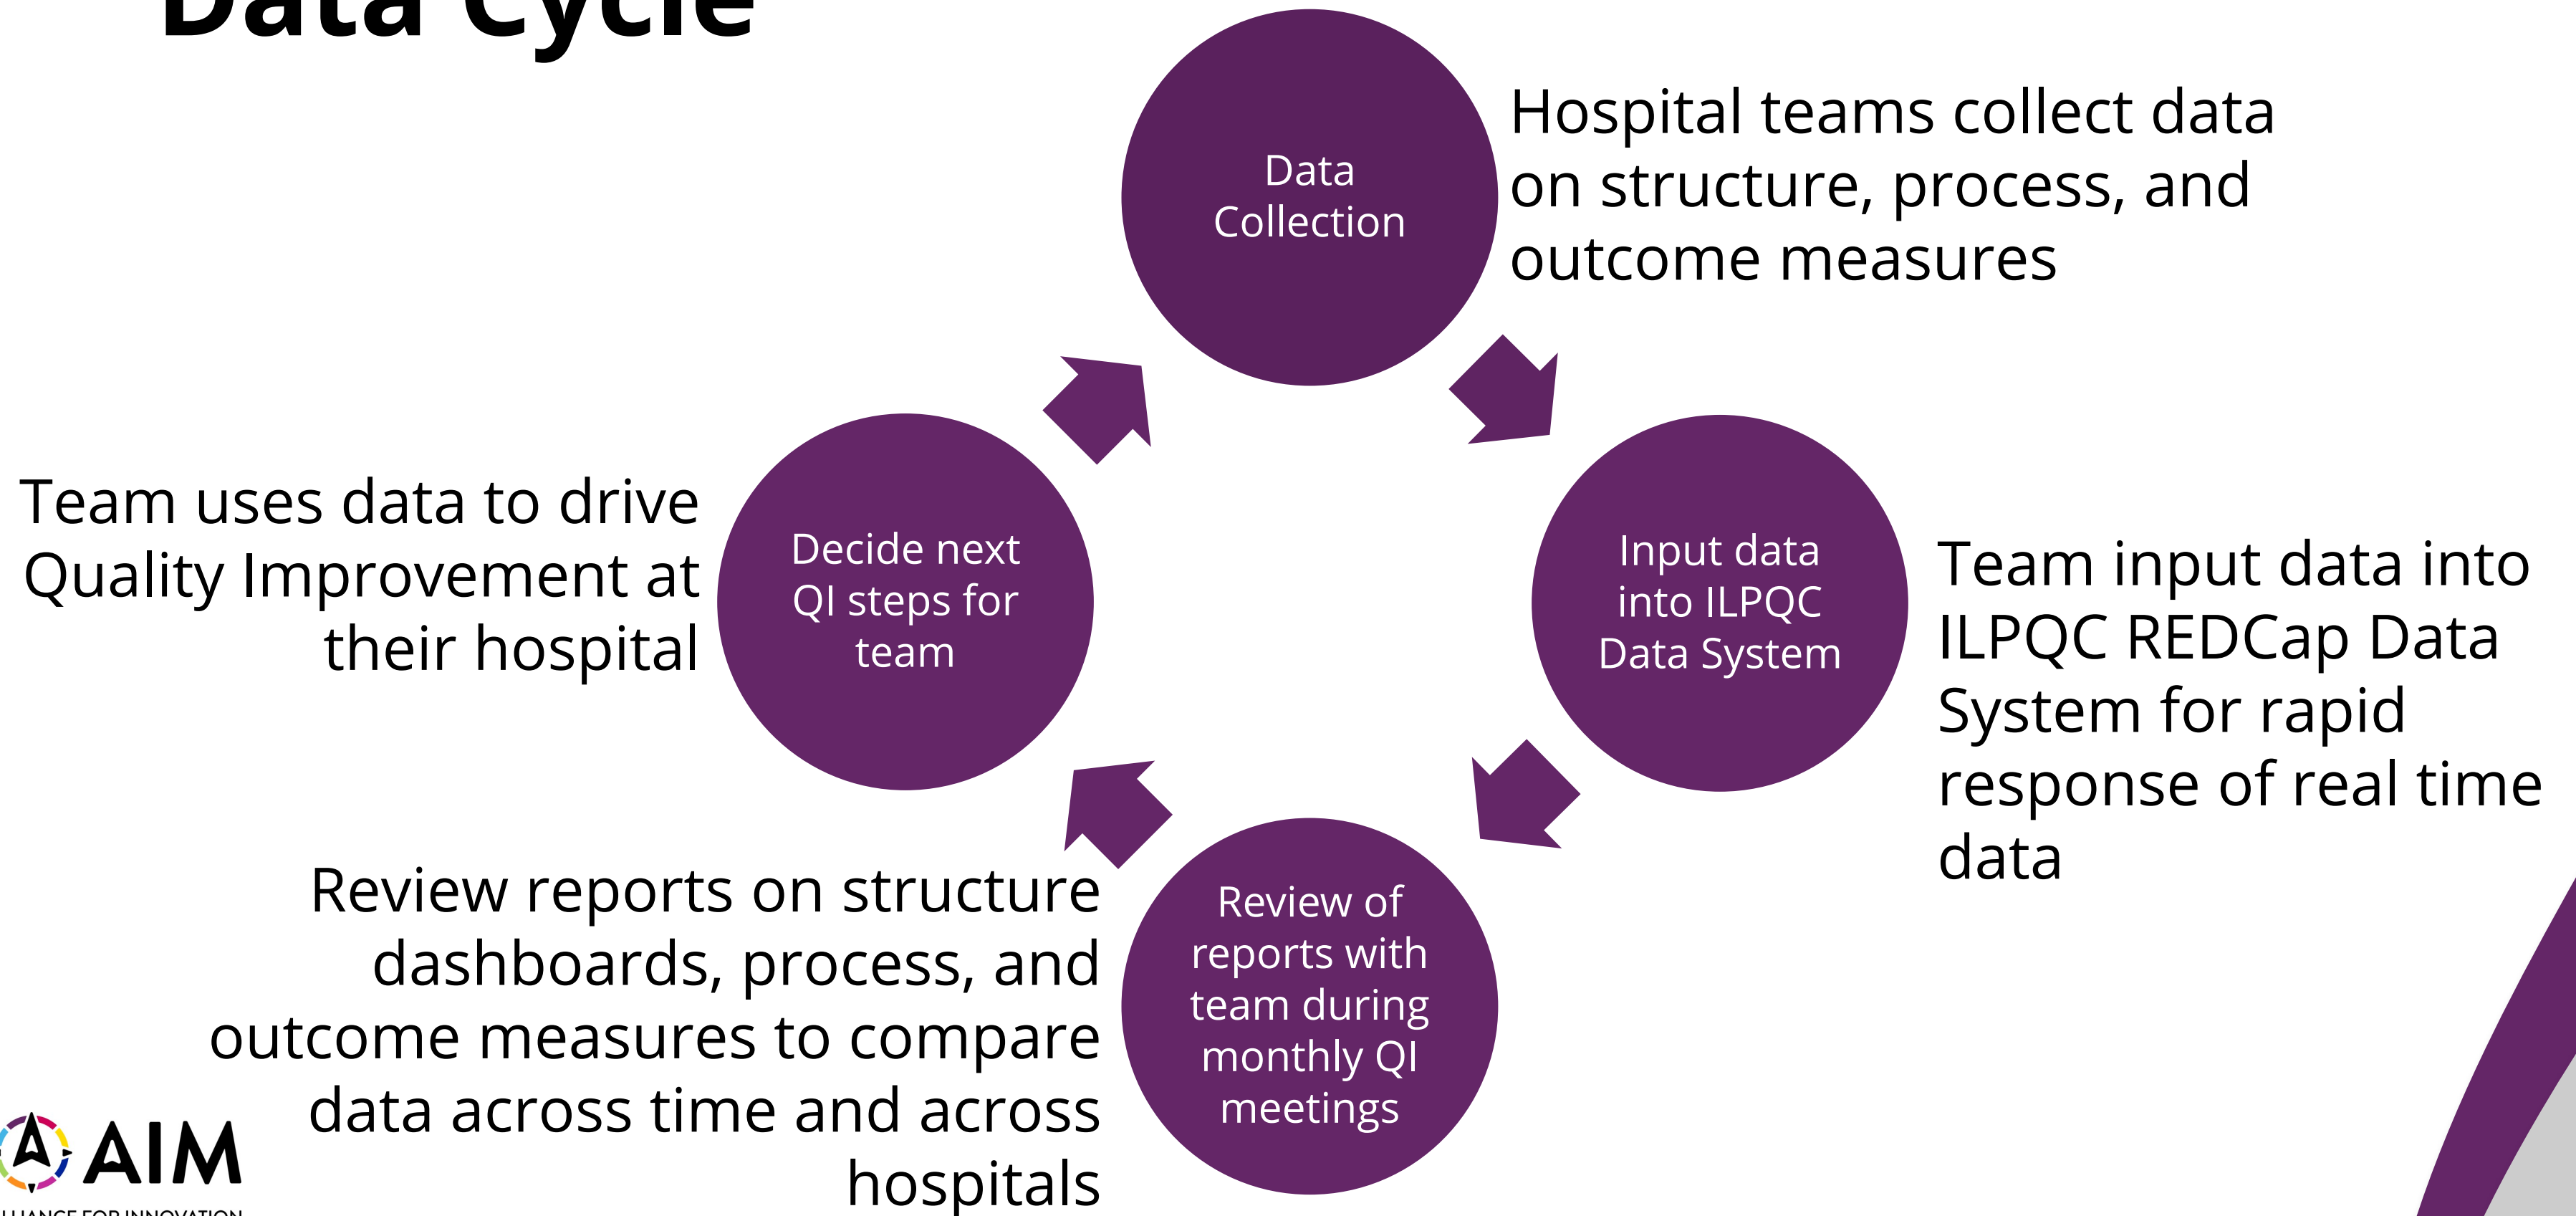 Data Cycle
Data
Collection
Hospital teams collect data
on structure, process, and
outcome measures
Input data
into ILPQC
Data System
Team input data into
ILPQC REDCap Data
System for rapid
response of real time
data
Review of
reports with
team during
monthly QI
meetings
Review reports on structure
dashboards, process, and
outcome measures to compare
data across time and across
hospitals
Decide next
QI steps for
team
Team uses data to drive
Quality Improvement at
their hospital
AIM
ALLIANCE FOR INNOVATION